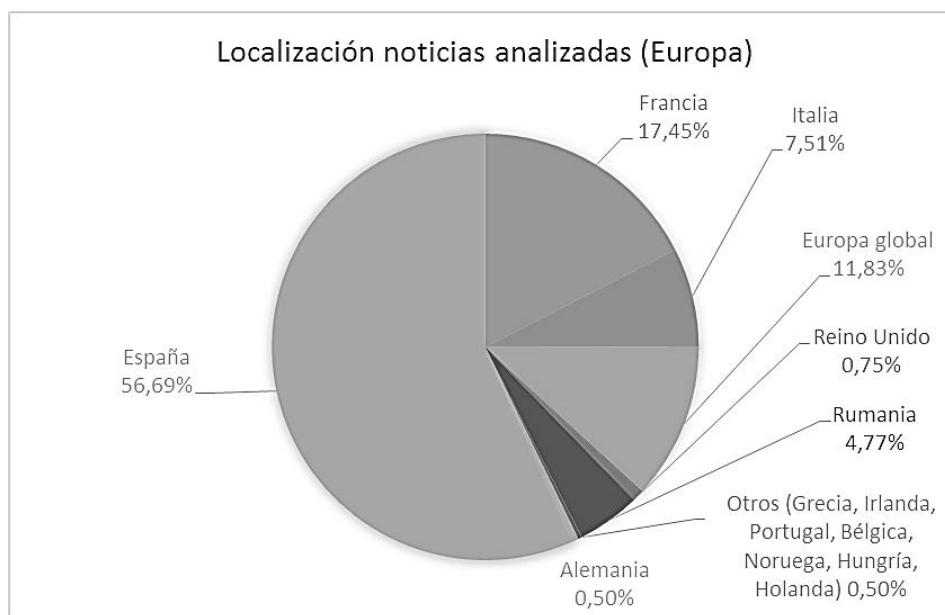 Localización noticias analizadas (Europa)
Francia
17,45%
Italia
7,51%
Europa global
11,83%
Reino Unido
0,75%
Rumania
4,77%
Otros (Grecia, Irlanda,
Portugal, Bélgica,
Noruega, Hungría,
Holanda) 0,50%
Alemania
0,50%
España
56,69%